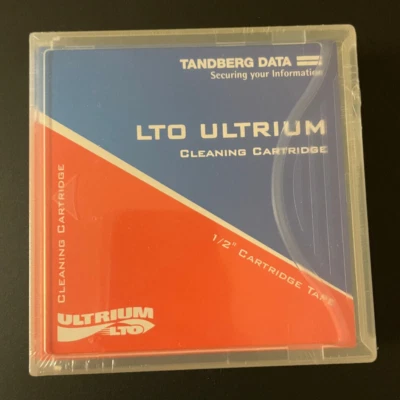 TANDBERG DATA
Securing your Information
LTO ULTRIUM
CLEANING CARTRIDGE
1/2" CARTRIDGE TAPE
CLEANING CARTRIDGE
ULTRIUM
LTO